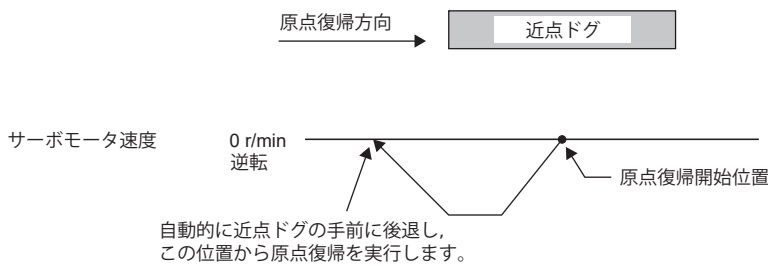 原点復帰方向
近点ドグ
サーボモータ速度
0 r/min
逆転
原点復帰開始位置
自動的に近点ドグの手前に後退し,
この位置から原点復帰を実行します。